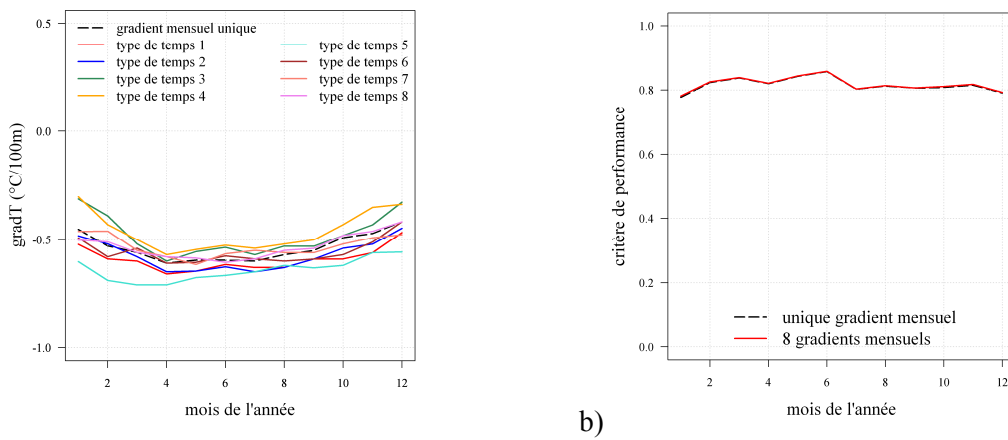 0.5
0.0
-0.5
-1.0
gradT (°C/100m)
gradient mensuel unique
type de temps 1
type de temps 2
type de temps 3
type de temps 4
type de temps 5
type de temps 6
type de temps 7
type de temps 8
2 4 6 8 10 12
mois de l'année
b)
1.0
0.8
0.6
0.4
0.2
0.0
critère de performance
unique gradient mensuel
8 gradients mensuels
2 4 6 8 10 12
mois de l'année